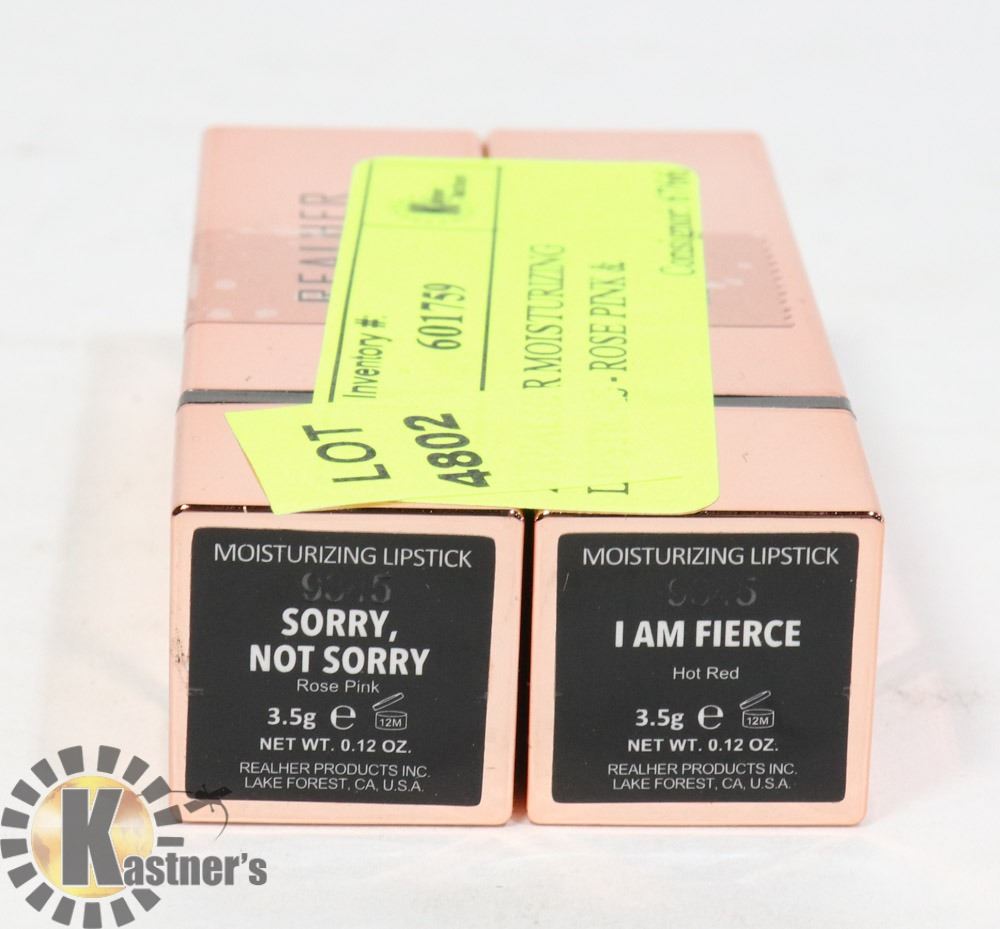 REALHER
Inventory #:
601759
R MOISTURIZING
- ROSE PINK &
LOT
4802
MOISTURIZING LIPSTICK
SORRY,
NOT SORRY
Rose Pink
3.5g e 12M
NET WT. 0.12 OZ.
REALHER PRODUCTS INC.
LAKE FOREST, CA, U.S.A.
MOISTURIZING LIPSTICK
I AM FIERCE
Hot Red
3.5g e 12M
NET WT. 0.12 OZ.
REALHER PRODUCTS INC.
LAKE FOREST, CA, U.S.A.
Kastner's